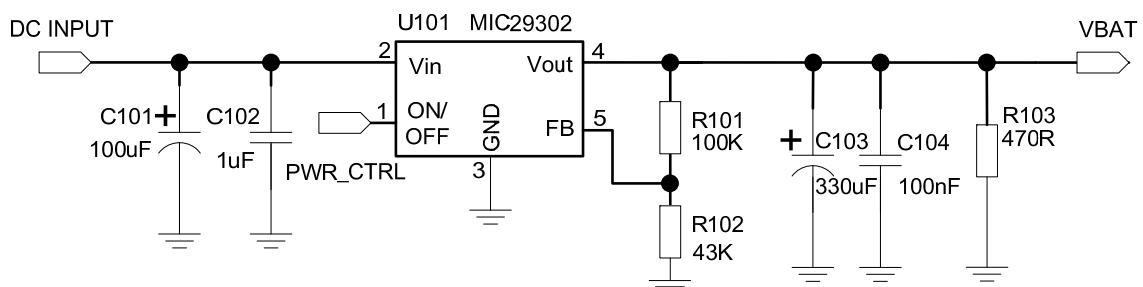 DC INPUT
U101 MIC29302
VBAT
2
Vin
Vout
4
C101
+
100uF
C102
1uF
1
ON/
OFF
PWR_CTRL
GND
3
FB
5
R101
100K
R102
43K
+
C103
330uF
C104
100nF
R103
470R